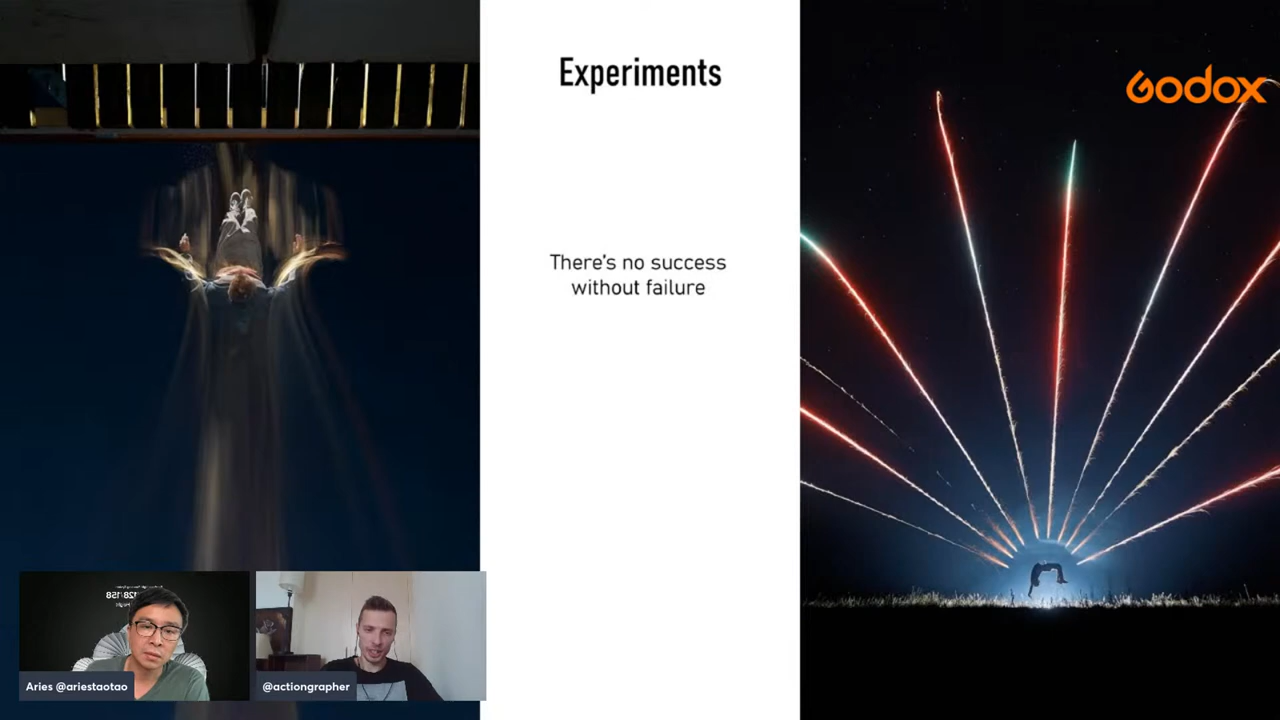 Experiments
There's no success
without failure
Godox
Aries @ariestaotao
@actiongrapher